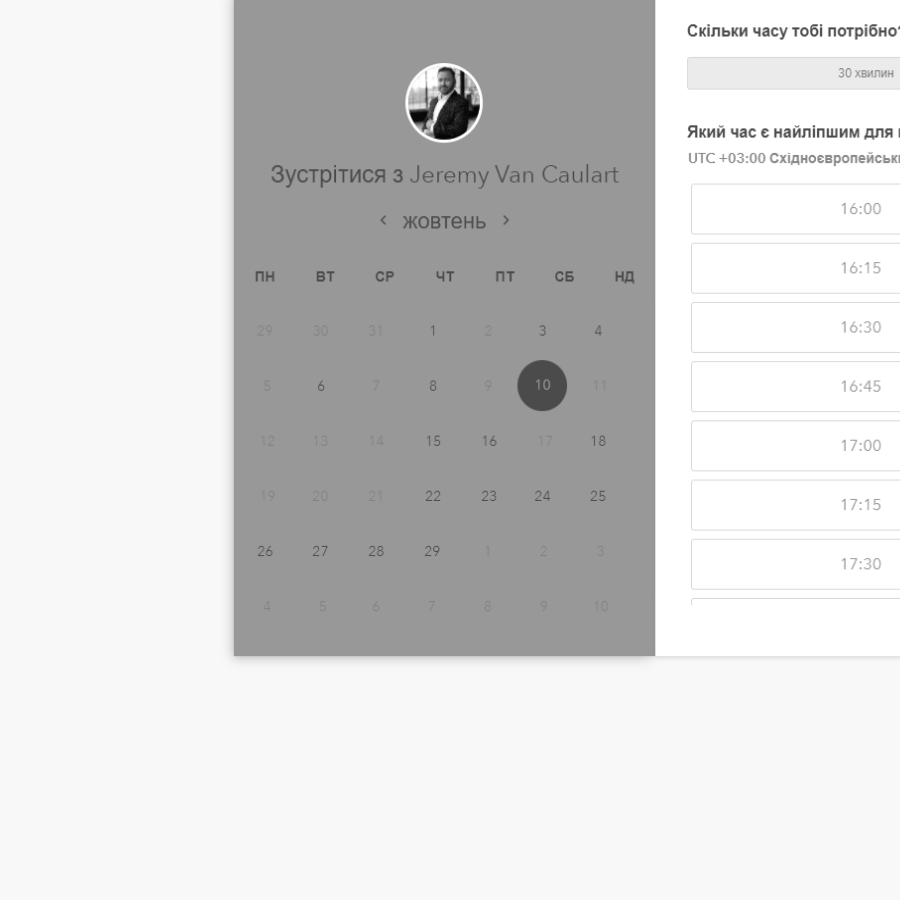 Зустрітися з Jeremy Van Caulart
‹ жовтень ›
ПН ВТ СР ЧТ ПТ СБ НД
29 30 31 1 2 3 4
5 6 7 8 9 10 11
12 13 14 15 16 17 18
19 20 21 22 23 24 25
26 27 28 29 1 2 3
4 5 6 7 8 9 10
Скільки часу тобі потрібно?
30 хвилин
Який час є найліпшим для
UTC +03:00
16:00
16:15
16:30
16:45
17:00
17:15
17:30